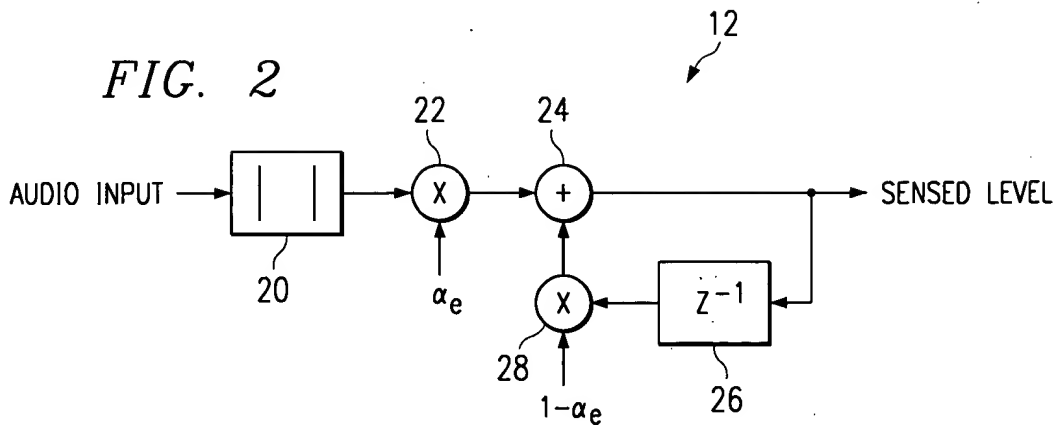 12
FIG. 2
22
24
AUDIO INPUT
| |
X
+
SENSED LEVEL
20
αe
X
Z⁻¹
28
26
1-αe